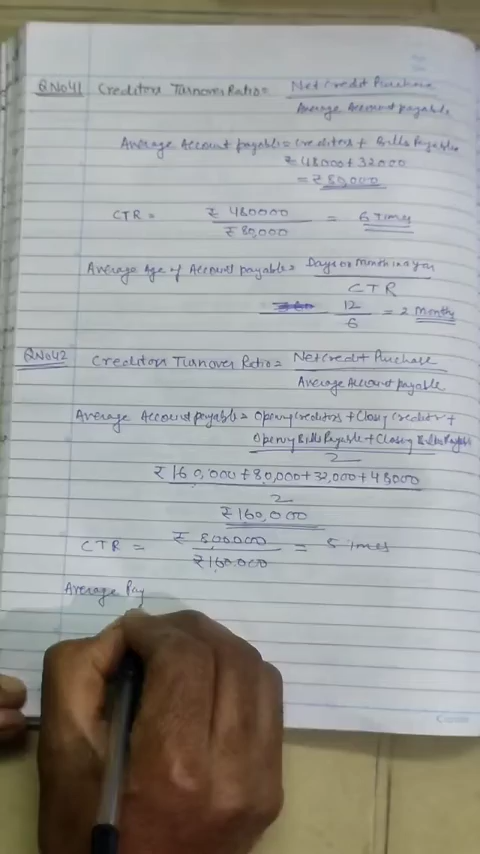 Q No 41 Creditors Turnover Ratio = Net Credit Purchase
Average Account payable
Average Account payable = Creditors + Bills Payable
₹ 48000 + 32000
= ₹ 80,000
CTR = ₹ 480000 = 6 Times
₹ 80,000
Average Age of Account payable = Days or Month in a year
CTR
12 = 2 Months
6
Q No 42 Creditors Turnover Ratio = Net Credit Purchase
Average Account payable
Average Account payable = Opening Creditors + Closing Creditors +
Opening Bills Payable + Closing Bills Payable
2
₹ 160,000 + 80,000 + 32,000 + 48000
2
₹ 160,000
CTR = ₹ 800000 = 5 Times
₹ 160.000
Average Pay